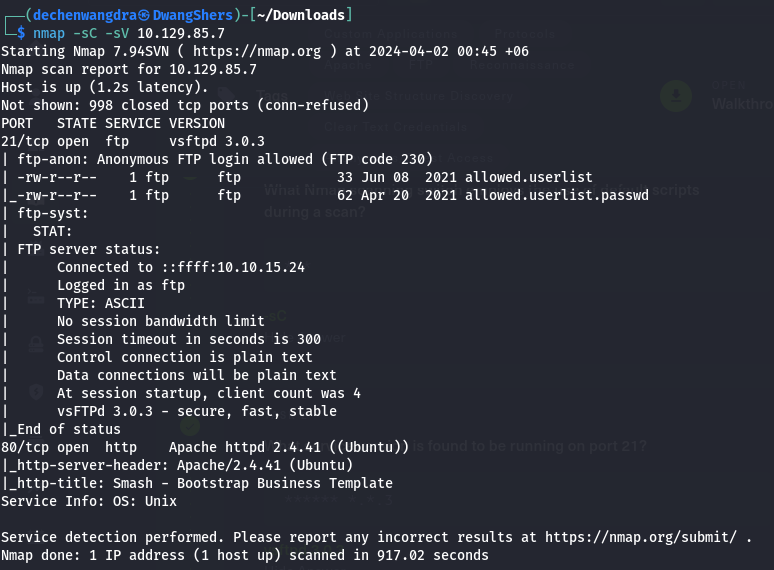 ┌──(dechenwangdra㉿DwangShers)-[~/Downloads]
└─$ nmap -sC -sV 10.129.85.7
Starting Nmap 7.94SVN ( https://nmap.org ) at 2024-04-02 00:45 +06
Nmap scan report for 10.129.85.7
Host is up (1.2s latency).
Not shown: 998 closed tcp ports (conn-refused)
PORT   STATE SERVICE VERSION
21/tcp open  ftp     vsftpd 3.0.3
| ftp-anon: Anonymous FTP login allowed (FTP code 230)
| -rw-r--r--    1 ftp      ftp            33 Jun 08  2021 allowed.userlist
|_-rw-r--r--    1 ftp      ftp            62 Apr 20  2021 allowed.userlist.passwd
| ftp-syst:
|   STAT:
| FTP server status:
|      Connected to ::ffff:10.10.15.24
|      Logged in as ftp
|      TYPE: ASCII
|      No session bandwidth limit
|      Session timeout in seconds is 300
|      Control connection is plain text
|      Data connections will be plain text
|      At session startup, client count was 4
|      vsFTPd 3.0.3 - secure, fast, stable
|_End of status
80/tcp open  http    Apache httpd 2.4.41 ((Ubuntu))
|_http-server-header: Apache/2.4.41 (Ubuntu)
|_http-title: Smash - Bootstrap Business Template
Service Info: OS: Unix

Service detection performed. Please report any incorrect results at https://nmap.org/submit/ .
Nmap done: 1 IP address (1 host up) scanned in 917.02 seconds